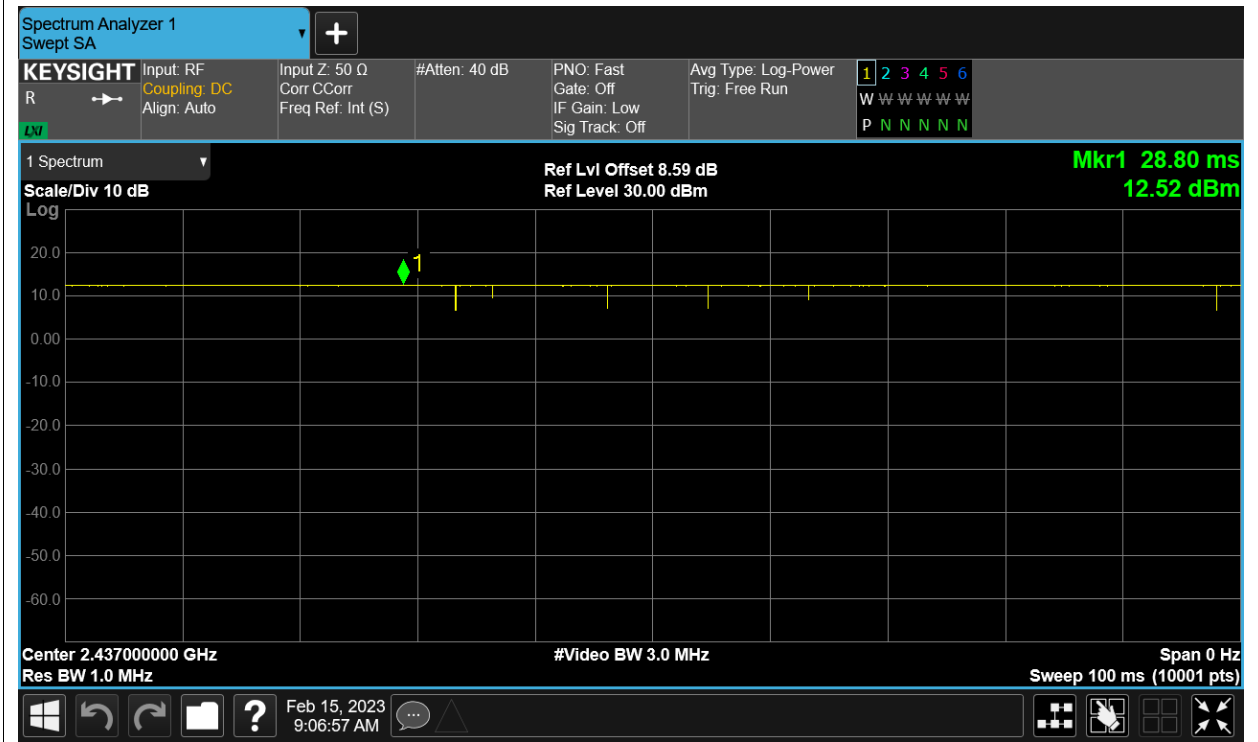 Spectrum Analyzer 1
Swept SA
KEYSIGHT
R
LXI
Input: RF
Coupling: DC
Align: Auto
Input Z: 50 Ω
Corr CCorr
Freq Ref: Int (S)
#Atten: 40 dB
PNO: Fast
Gate: Off
IF Gain: Low
Sig Track: Off
Avg Type: Log-Power
Trig: Free Run
1 2 3 4 5 6
W W W W W W
P N N N N N
1 Spectrum
Scale/Div 10 dB
Ref Lvl Offset 8.59 dB
Ref Level 30.00 dBm
Mkr1 28.80 ms
12.52 dBm
Log
1
20.0
10.0
0.00
-10.0
-20.0
-30.0
-40.0
-50.0
-60.0
Center 2.437000000 GHz
Res BW 1.0 MHz
#Video BW 3.0 MHz
Span 0 Hz
Sweep 100 ms (10001 pts)
?
Feb 15, 2023
9:06:57 AM